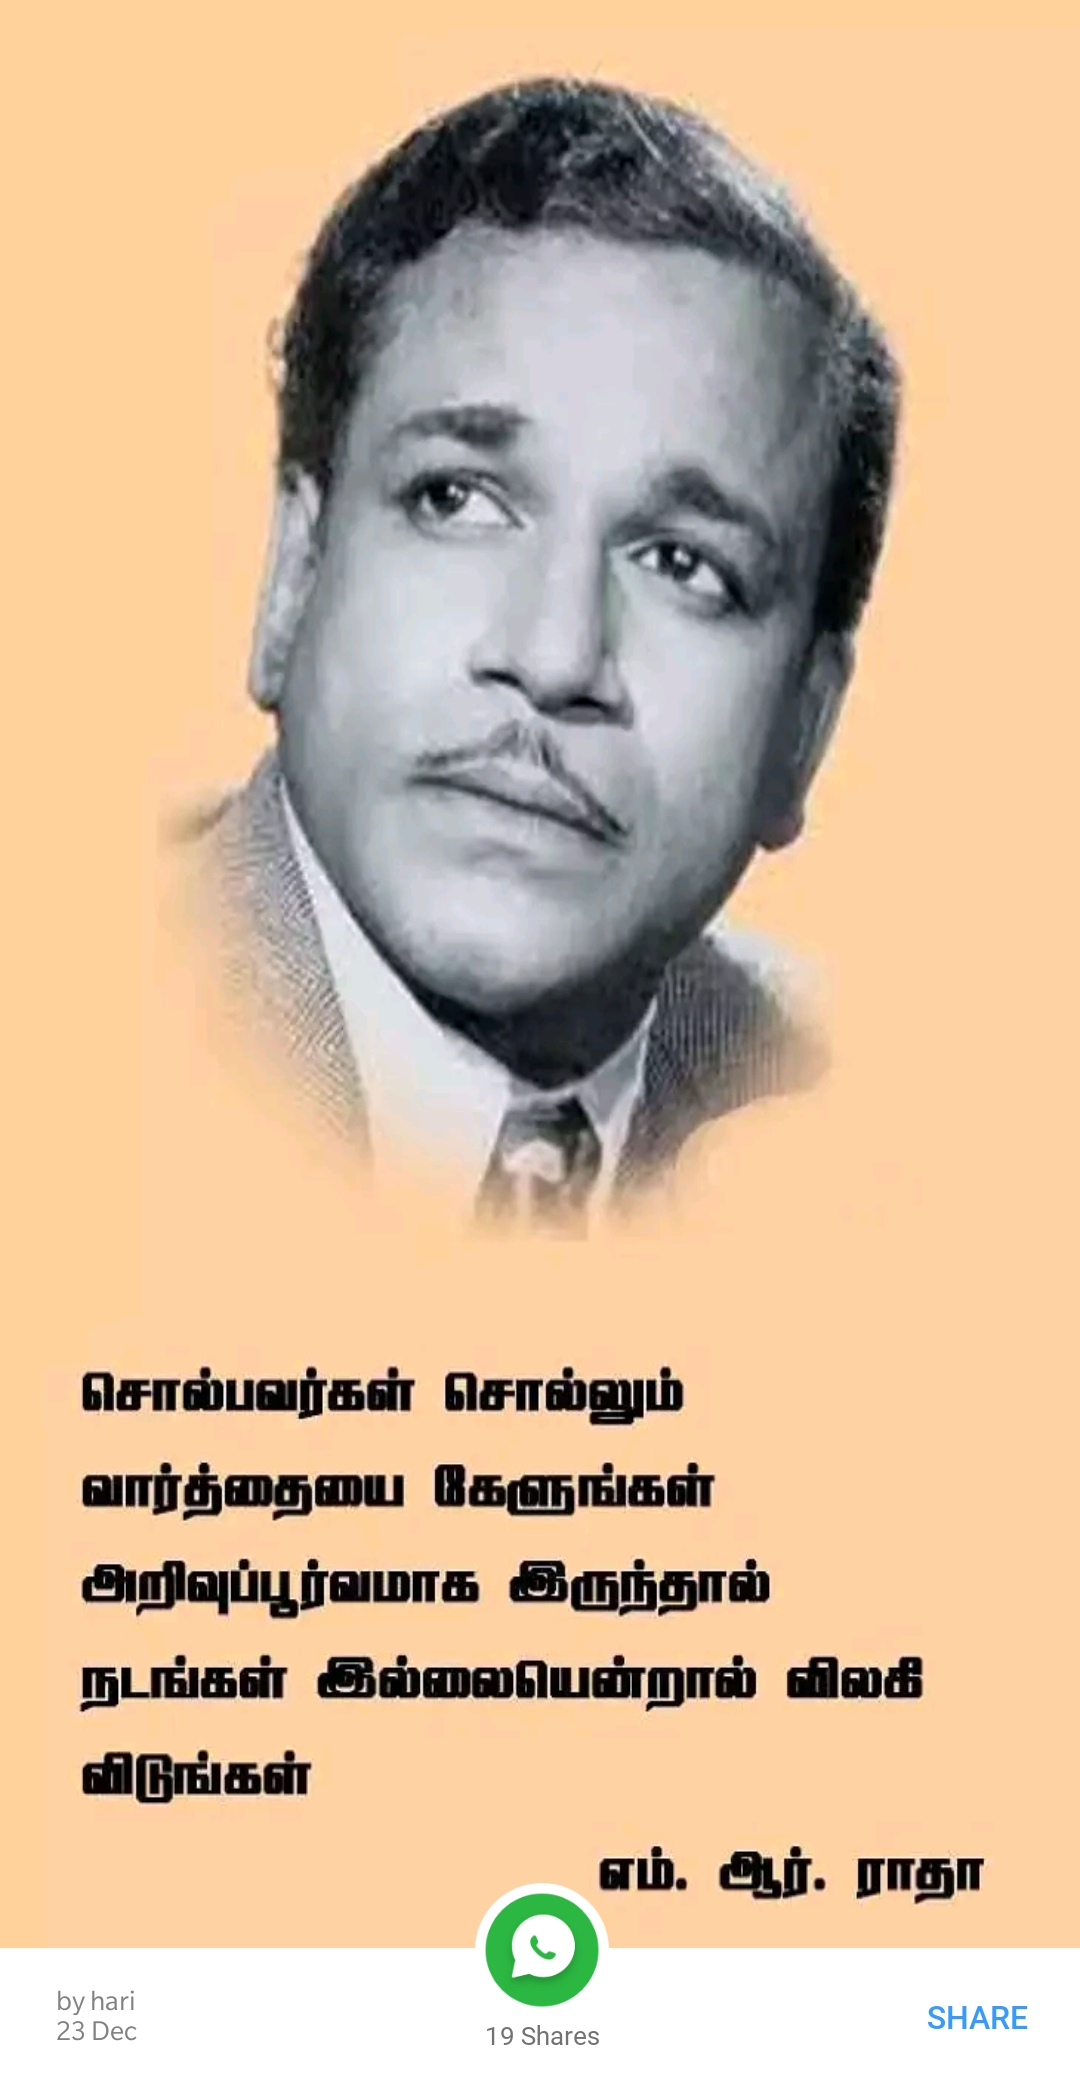 சொல்பவர்கள் சொல்லும்
வார்த்தையை கேளுங்கள்
அறிவுப்பூர்வமாக இருந்தால்
நடங்கள் இல்லையென்றால் விலகி
விடுங்கள்
எம். ஆர். ராதா
by hari
23 Dec
19 Shares
SHARE